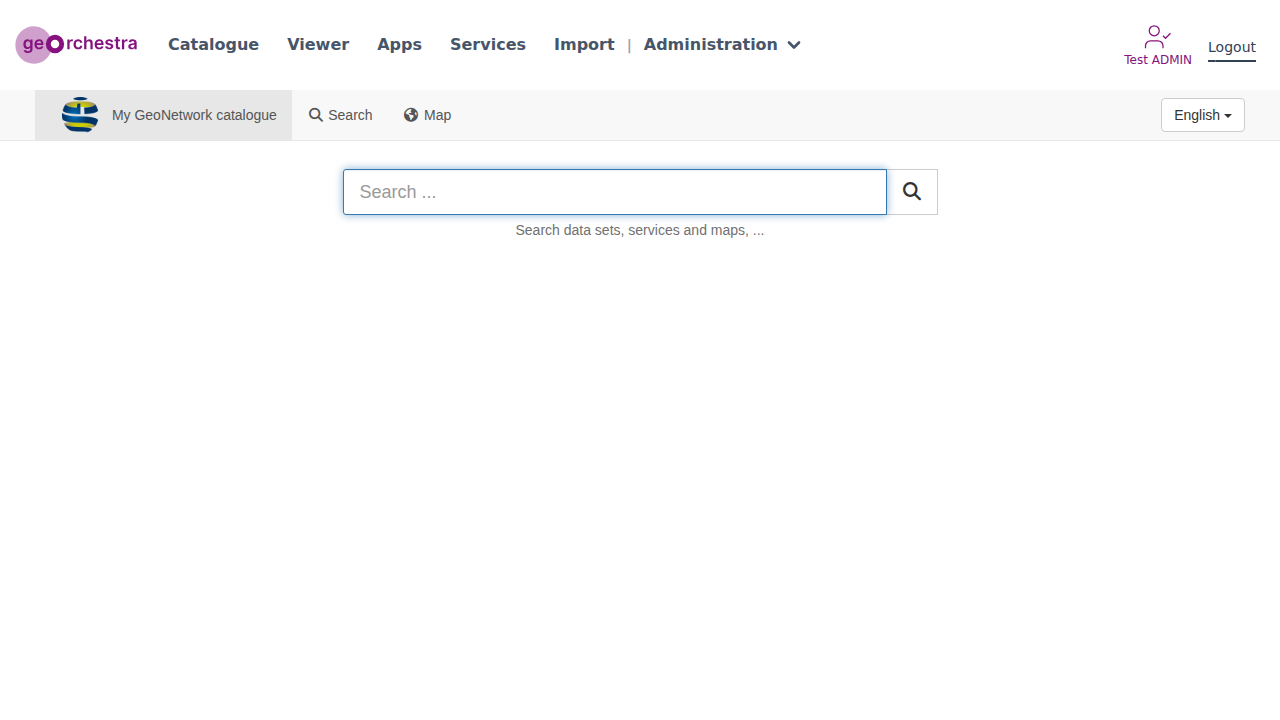 geOrchestra Catalogue Viewer Apps Services Import | Administration
Test ADMIN
Logout
My GeoNetwork catalogue Search Map English
Search ...
Search data sets, services and maps, ...